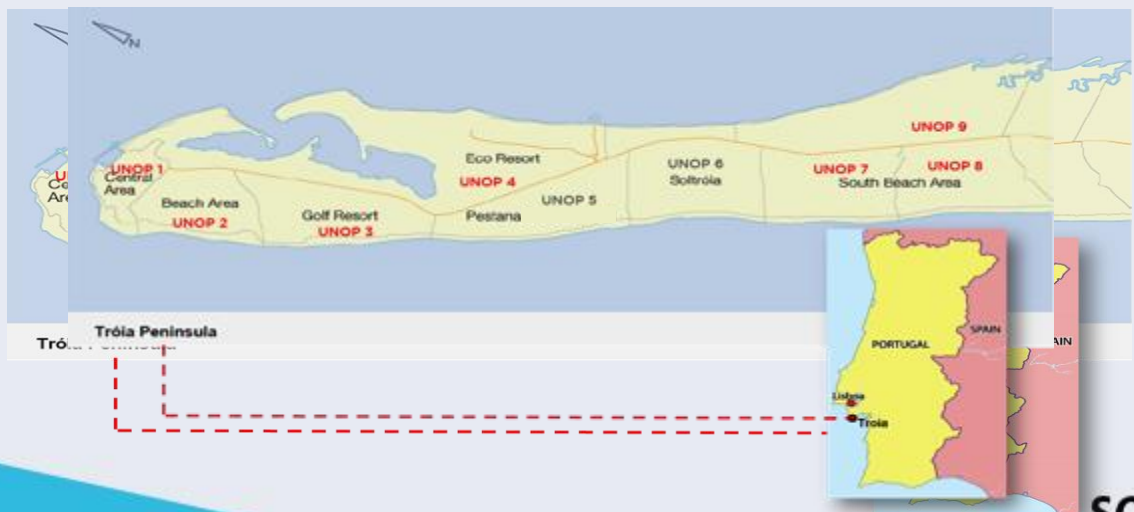 N
UNOP 9
UNOP 1
Central
Area
Eco Resort
UNOP 6
Soltróia
UNOP 7
UNOP 8
UNOP 4
South Beach Area
Beach Area
UNOP 2
UNOP 5
Golf Resort
UNOP 3
Pestana
Tróia Peninsula
SPAIN
PORTUGAL
Lisboa
Troia